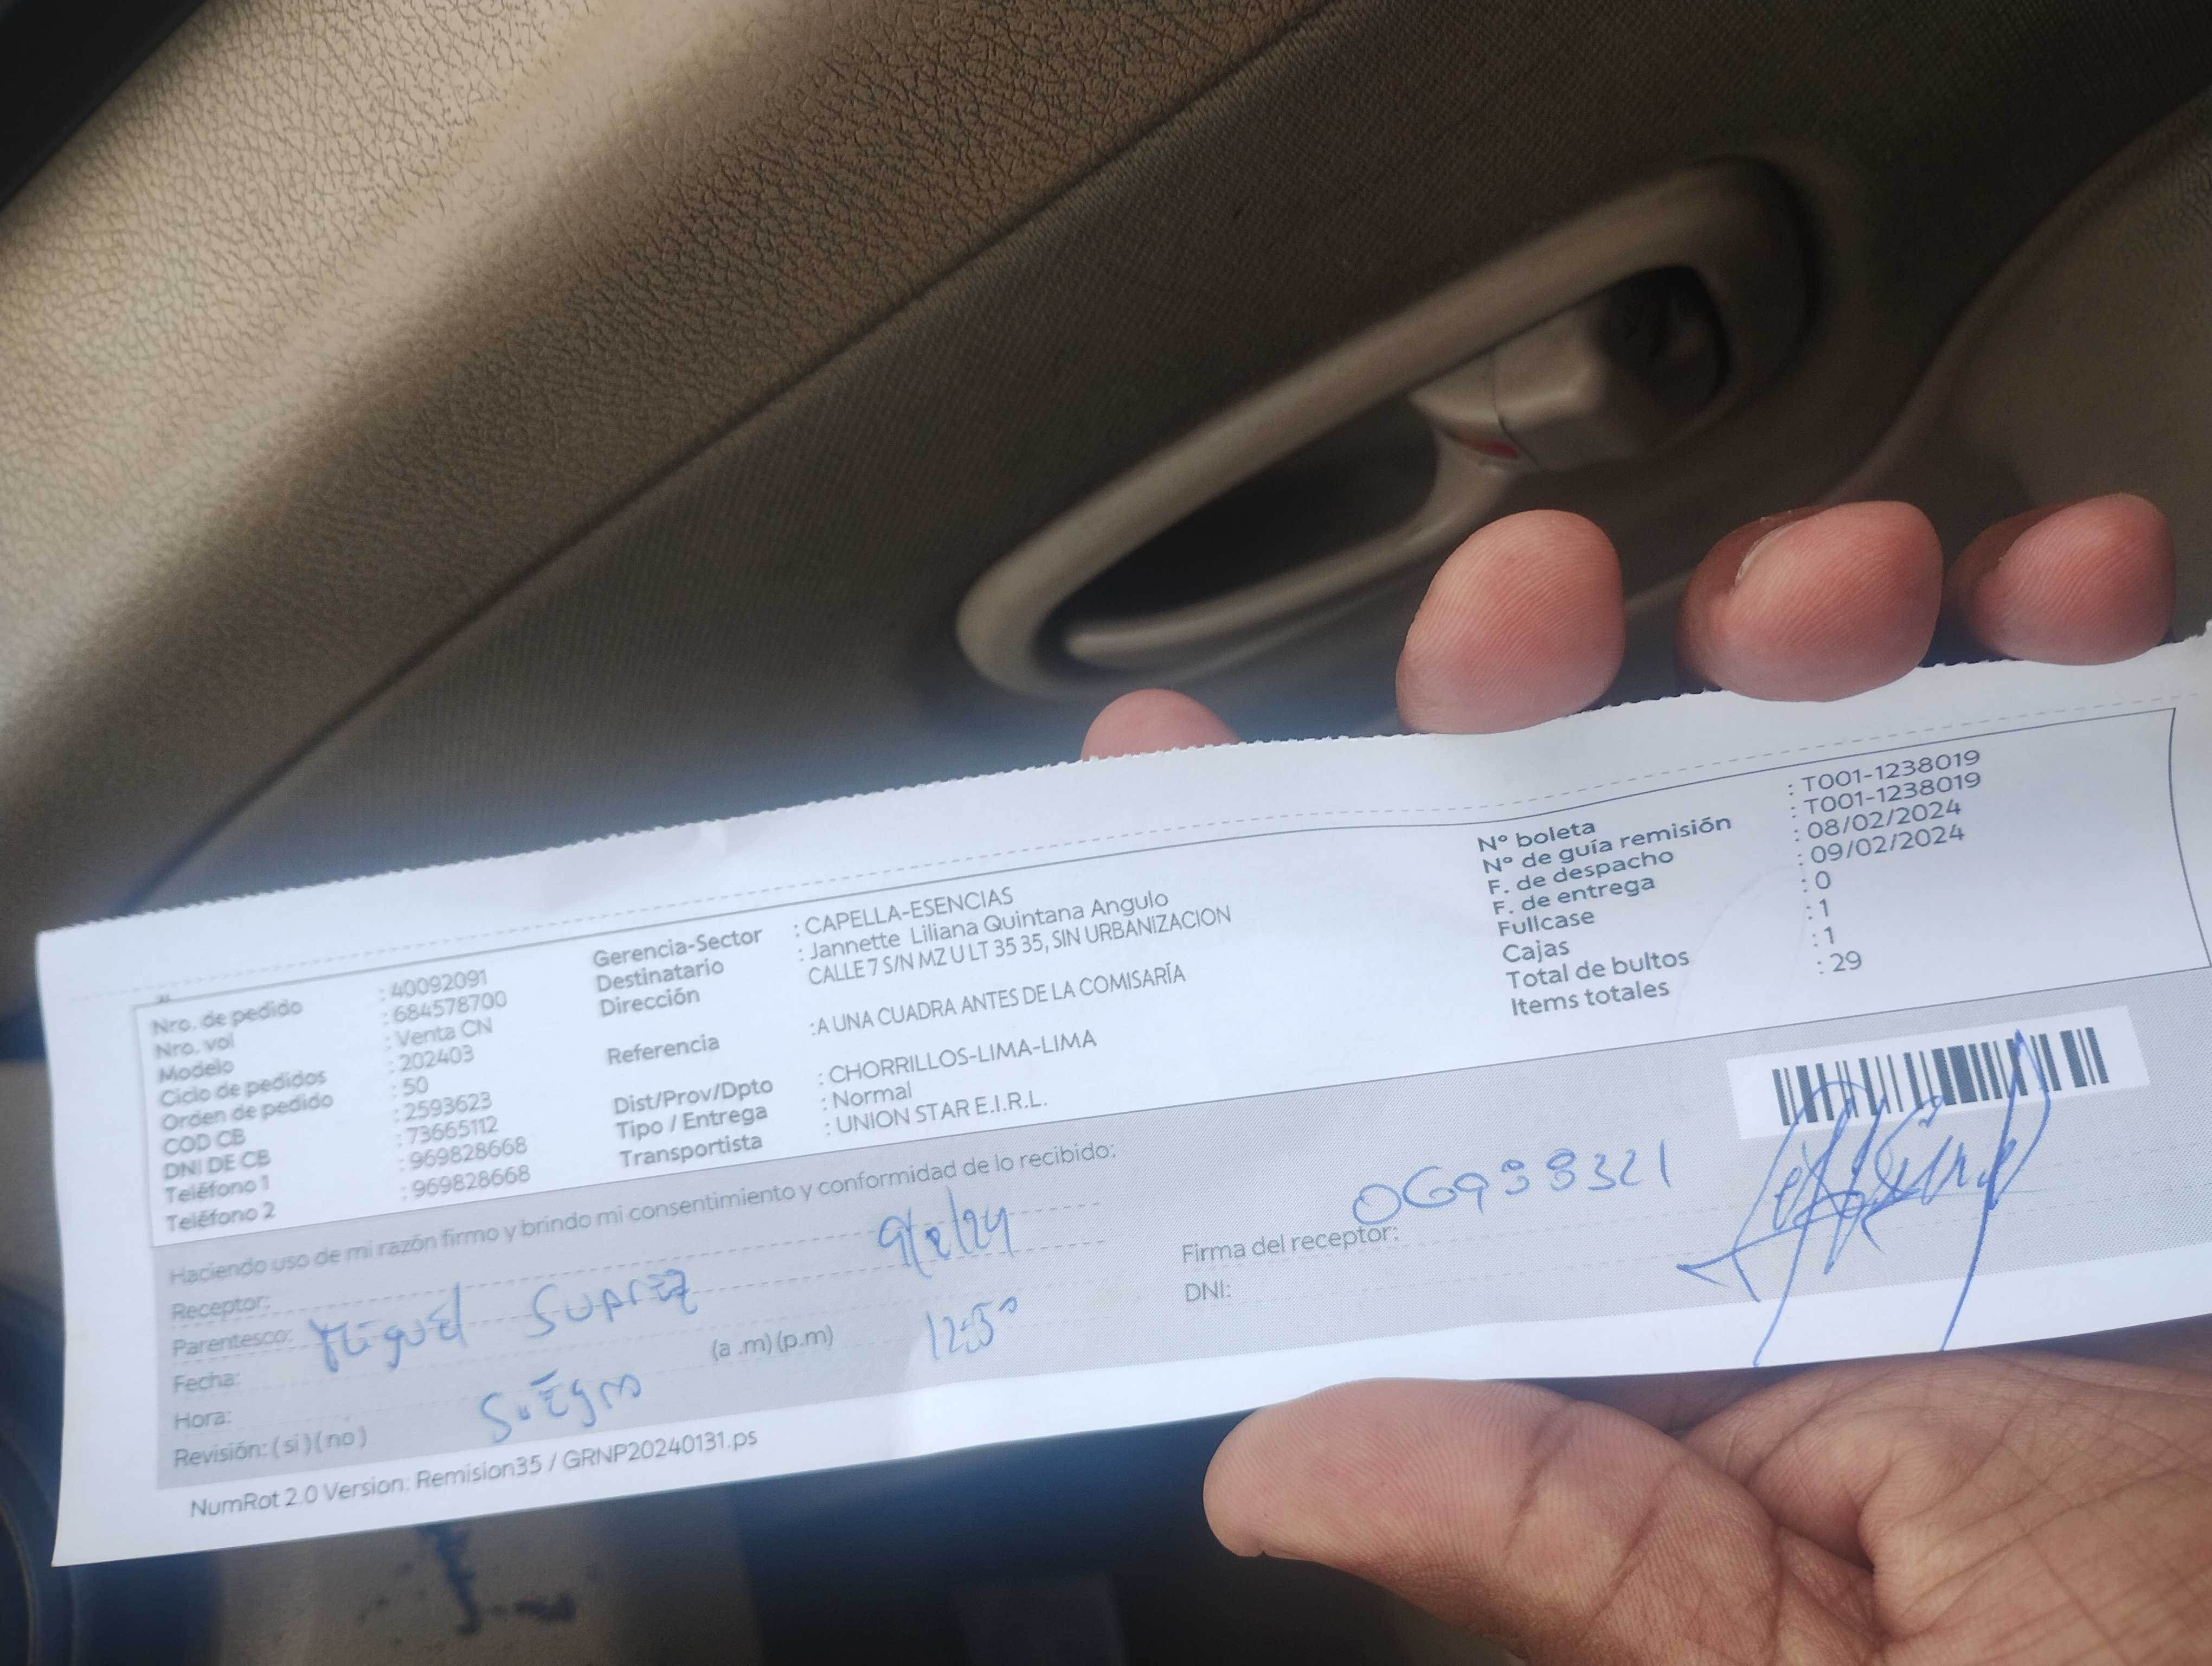 Nro. de pedido : 40092091
Nro. vol : 684578700
Modelo : Venta CN
Ciclo de pedidos : 202403
Orden de pedido : 50
COD CB : 2593623
DNI DE CB : 73665112
Teléfono 1 : 969828668
Teléfono 2 : 969828668
Gerencia-Sector : CAPELLA-ESENCIAS
Destinatario : Jannette Liliana Quintana Angulo
Dirección CALLE 7 S/N MZ U LT 35 35, SIN URBANIZACION
Referencia :A UNA CUADRA ANTES DE LA COMISARÍA
Dist/Prov/Dpto : CHORRILLOS-LIMA-LIMA
Tipo / Entrega : Normal
Transportista : UNION STAR E.I.R.L.
Nº boleta : T001-1238019
Nº de guía remisión : T001-1238019
F. de despacho : 08/02/2024
F. de entrega : 09/02/2024
Fullcase : 0
Cajas : 1
Total de bultos : 1
Items totales : 29
Haciendo uso de mi razón firmo y brindo mi consentimiento y conformidad de lo recibido:
Receptor:
Parentesco: Miguel Suarez 9/2/24
Fecha:
Hora: Suegro (a .m) (p.m) 12:50
Revisión: ( si ) ( no )
Firma del receptor:
DNI:
NumRot 2.0 Version: Remision35 / GRNP20240131.ps